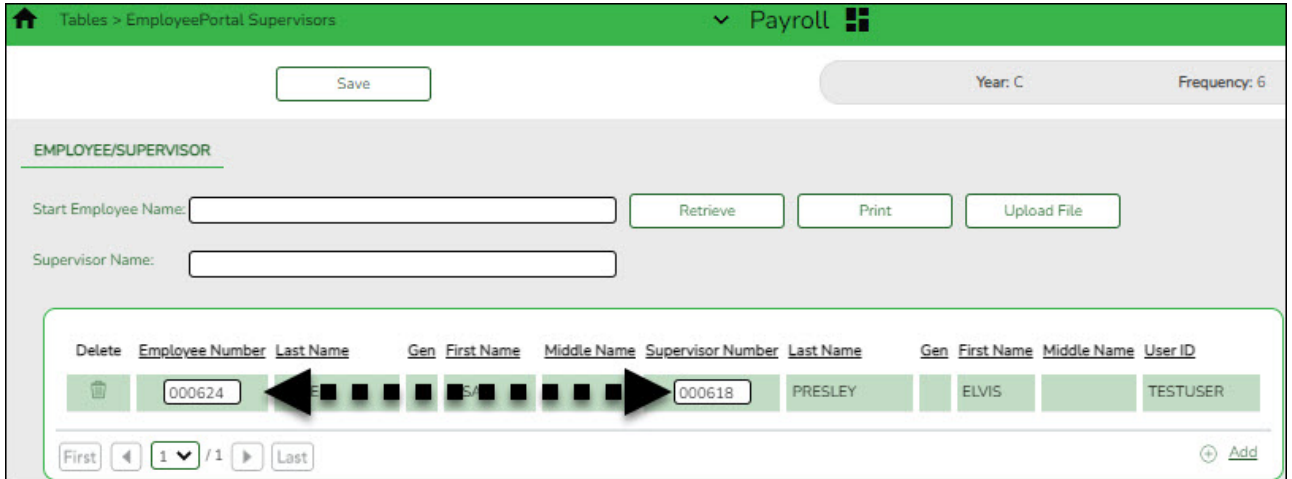 Tables > EmployeePortal Supervisors Payroll
Save Year: C Frequency: 6
EMPLOYEE/SUPERVISOR
Start Employee Name: Retrieve Print Upload File
Supervisor Name:
Delete Employee Number Last Name Gen First Name Middle Name Supervisor Number Last Name Gen First Name Middle Name User ID
000624 000618 PRESLEY ELVIS TESTUSER
First 1 / 1 Last Add